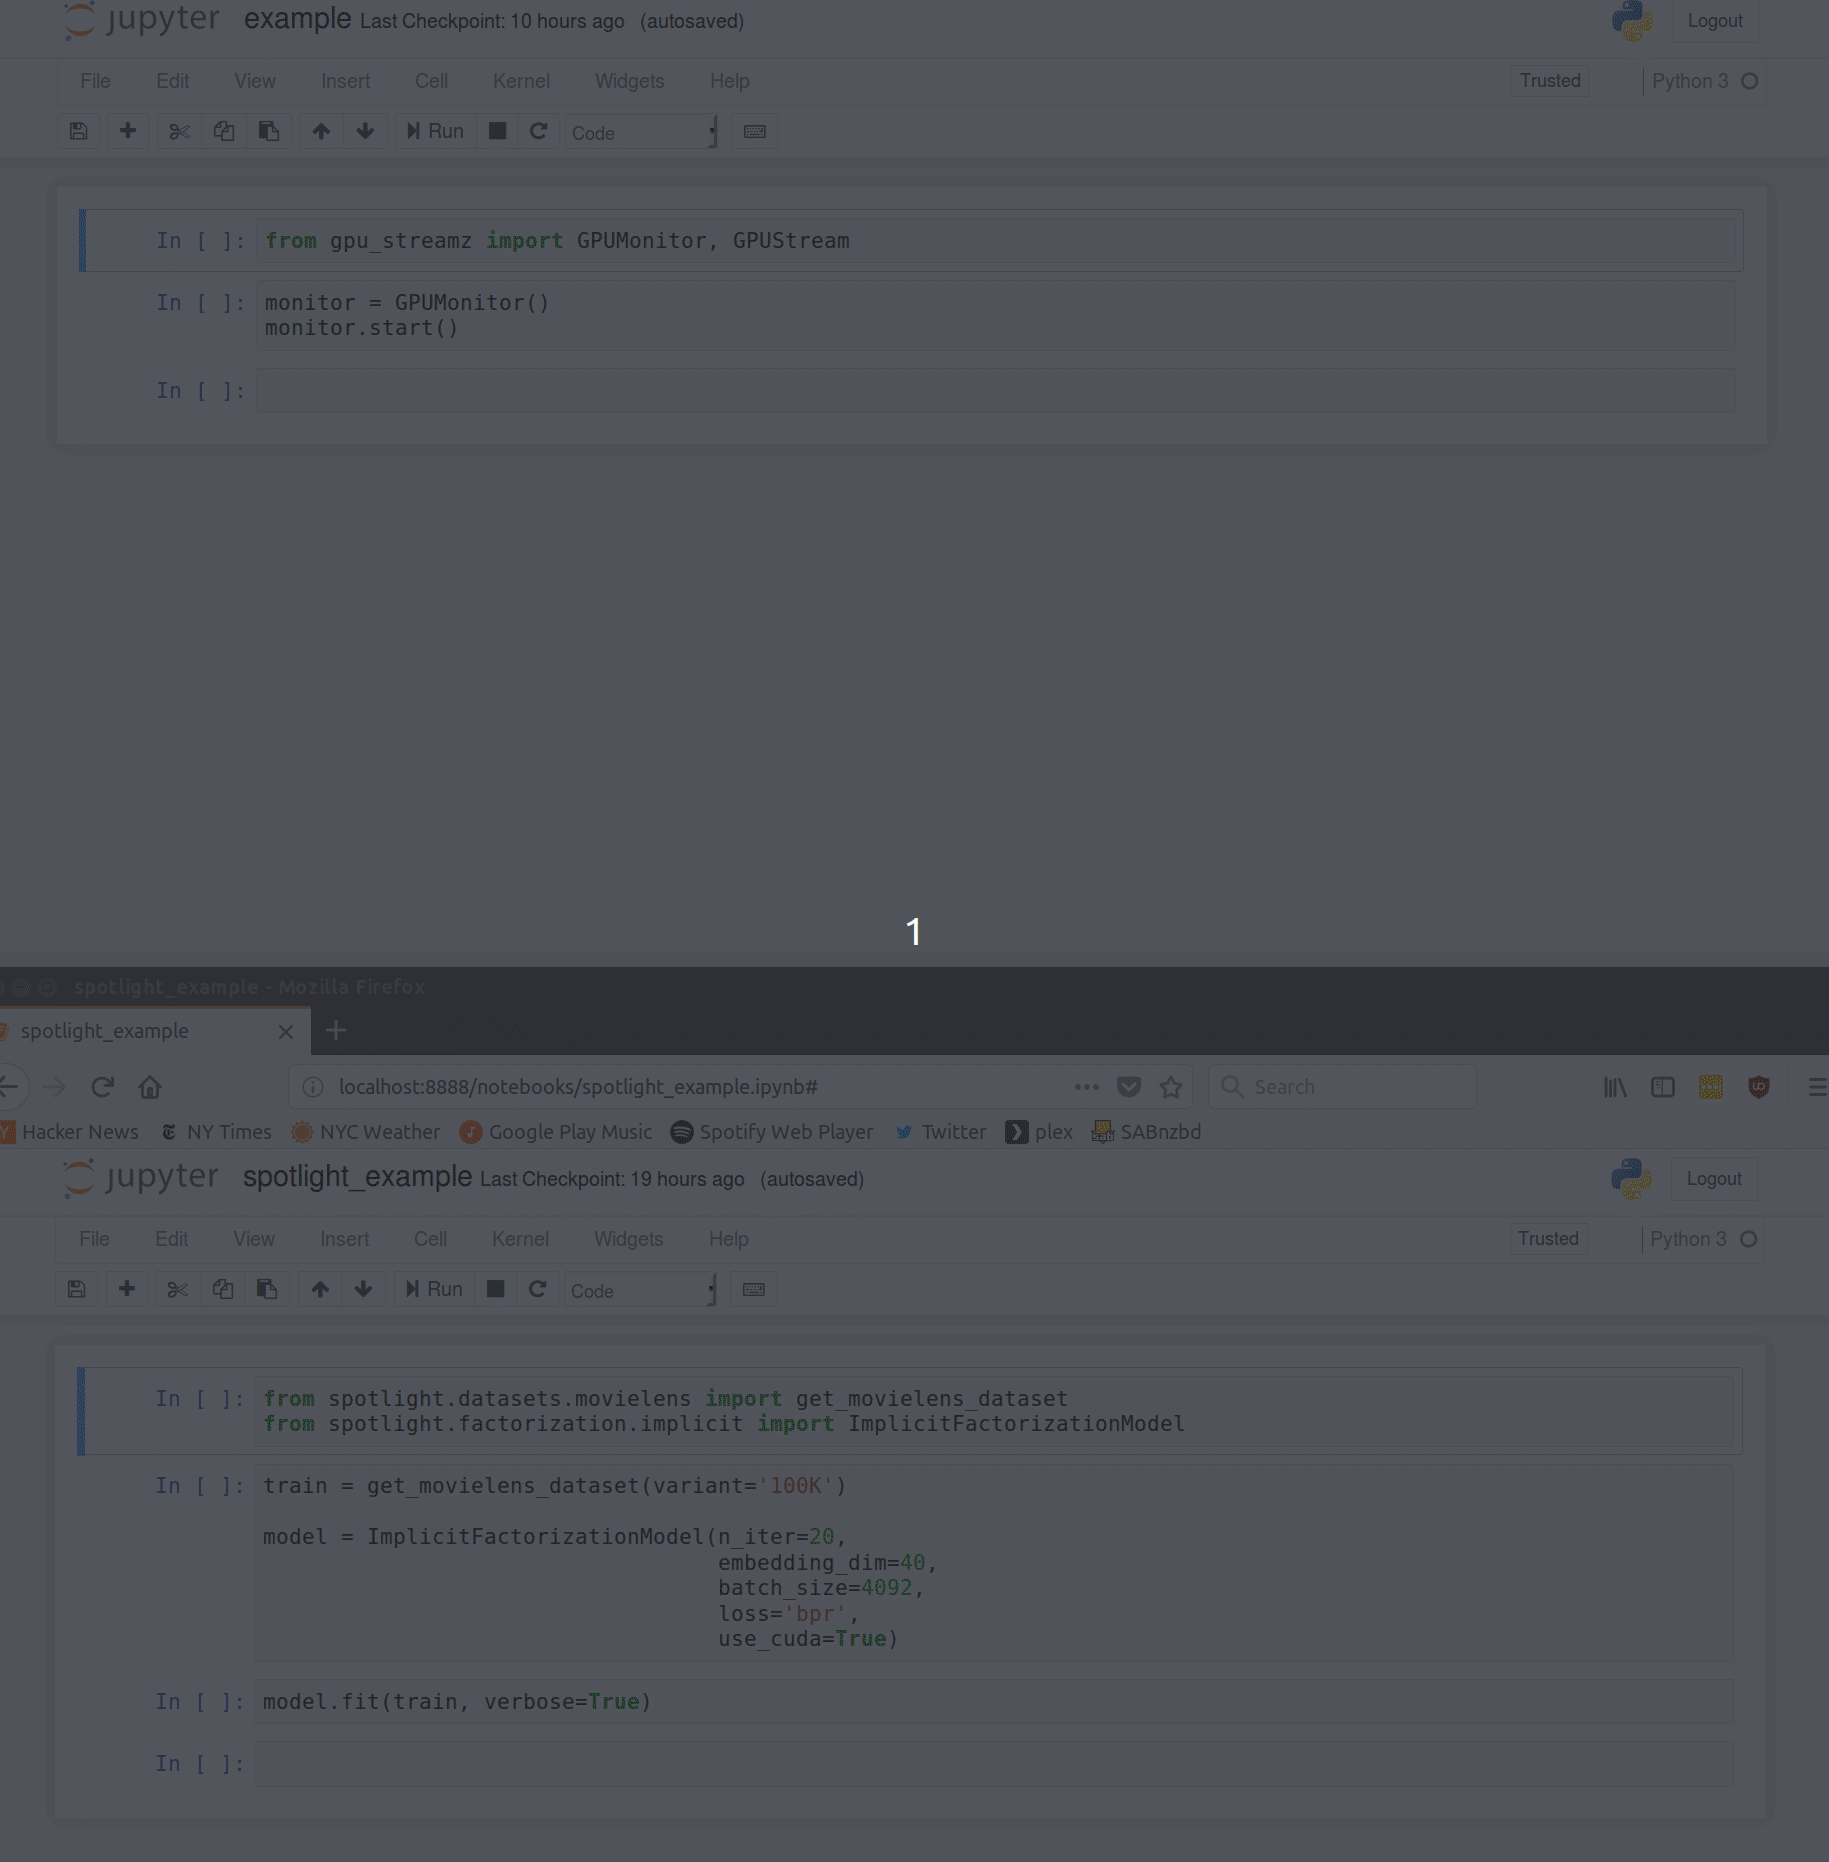 jupyter example Last Checkpoint: 10 hours ago (autosaved) Logout
File Edit View Insert Cell Kernel Widgets Help Trusted Python 3
Run Code
In [ ]: from gpu_streamz import GPUMonitor, GPUStream
In [ ]: monitor = GPUMonitor()
monitor.start()
In [ ]:
1
spotlight_example - Mozilla Firefox
spotlight_example
localhost:8888/notebooks/spotlight_example.ipynb# Search
Hacker News NY Times NYC Weather Google Play Music Spotify Web Player Twitter plex SABnzbd
jupyter spotlight_example Last Checkpoint: 19 hours ago (autosaved) Logout
File Edit View Insert Cell Kernel Widgets Help Trusted Python 3
Run Code
In [ ]: from spotlight.datasets.movielens import get_movielens_dataset
from spotlight.factorization.implicit import ImplicitFactorizationModel
In [ ]: train = get_movielens_dataset(variant='100K')
model = ImplicitFactorizationModel(n_iter=20,
embedding_dim=40,
batch_size=4092,
loss='bpr',
use_cuda=True)
In [ ]: model.fit(train, verbose=True)
In [ ]: